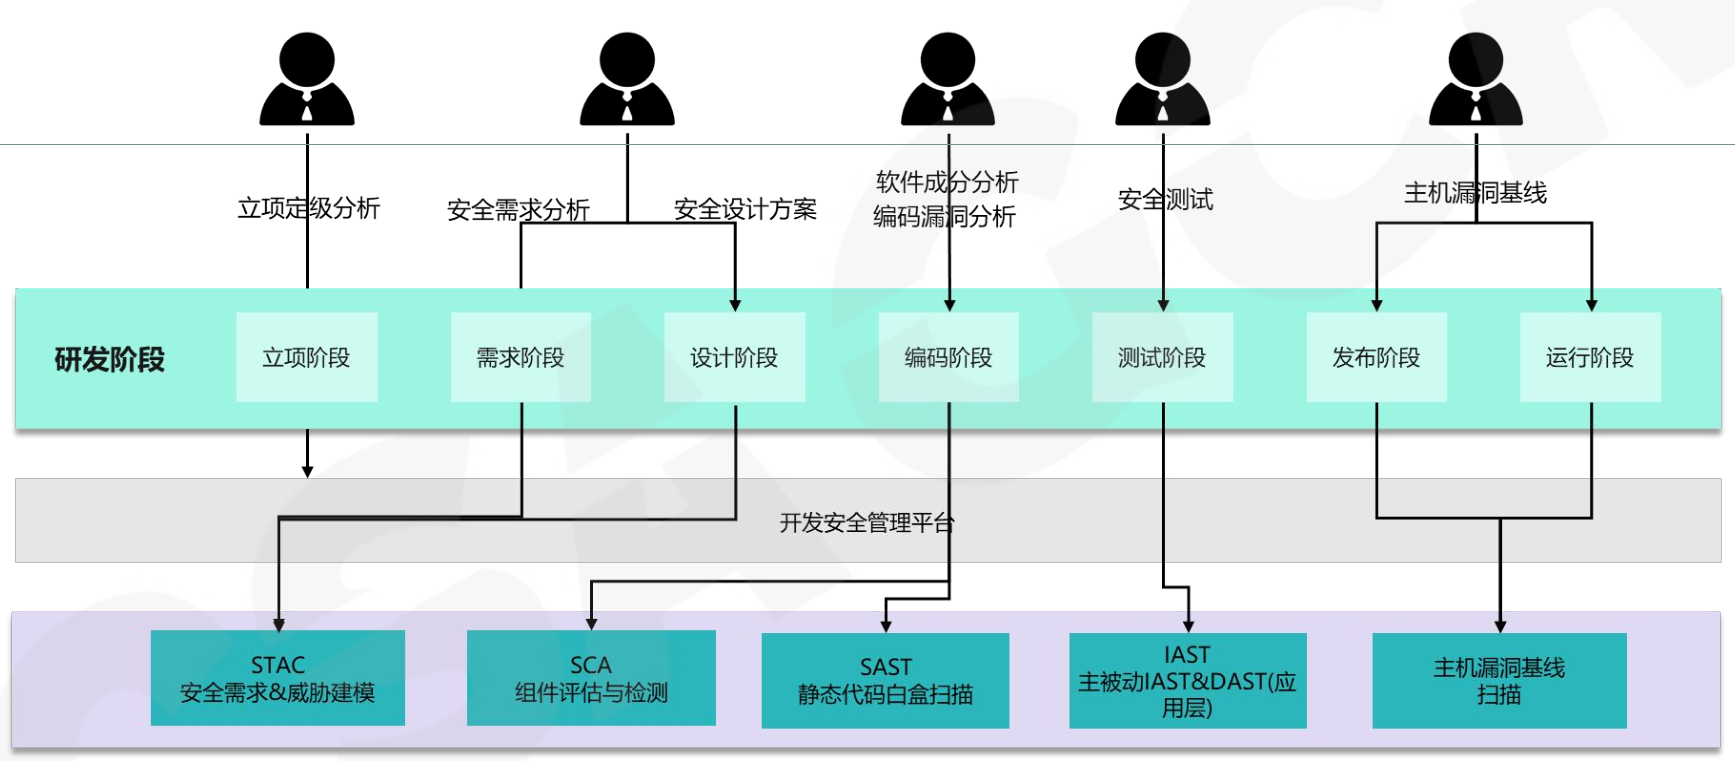 立项定级分析
安全需求分析
安全设计方案
软件成分分析
编码漏洞分析
安全测试
主机漏洞基线
研发阶段
立项阶段
需求阶段
设计阶段
编码阶段
测试阶段
发布阶段
运行阶段
开发安全管理平台
STAC
安全需求&威胁建模
SCA
组件评估与检测
SAST
静态代码白盒扫描
IAST
主被动IAST&DAST(应
用层)
主机漏洞基线
扫描